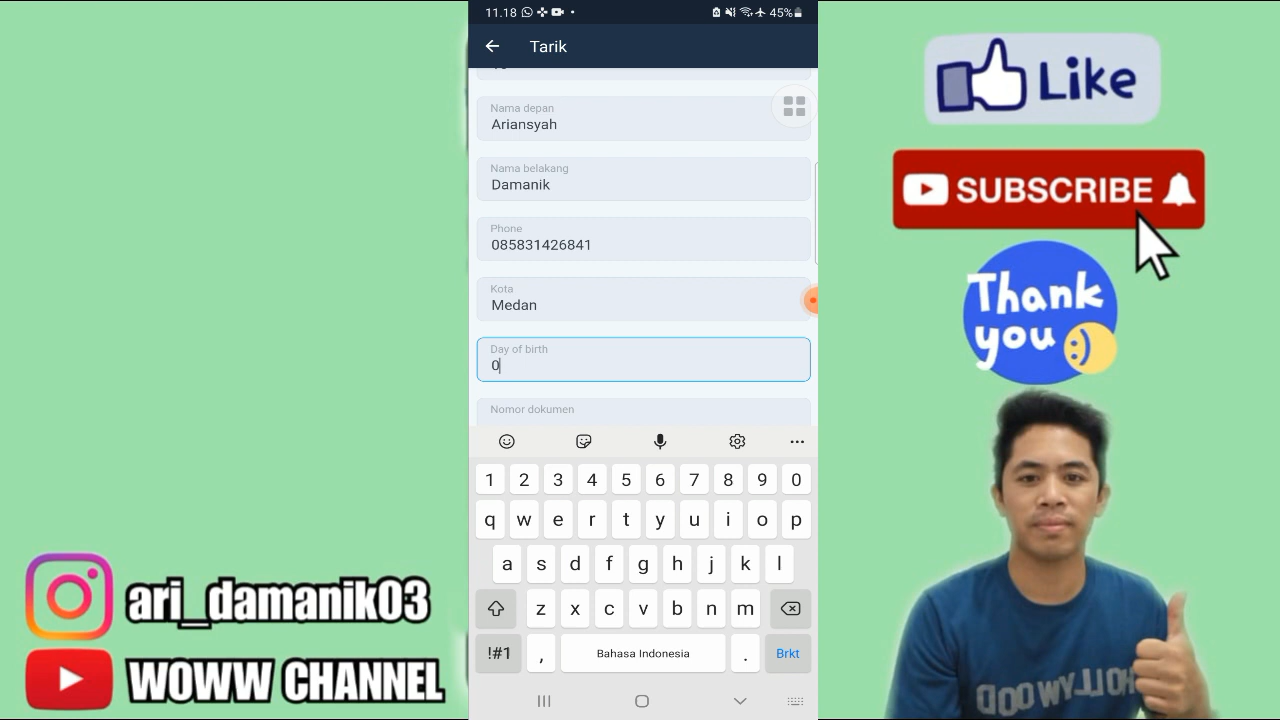 11.18
45%
Tarik
Nama depan
Ariansyah
Nama belakang
Damanik
Phone
085831426841
Kota
Medan
Day of birth
0
Nomor dokumen
1 2 3 4 5 6 7 8 9 0
q w e r t y u i o p
a s d f g h j k l
z x c v b n m
!#1 , Bahasa Indonesia . Brkt
Like
SUBSCRIBE
Thank
you
HOLLYWOOD
ari_damanik03
WOWW CHANNEL